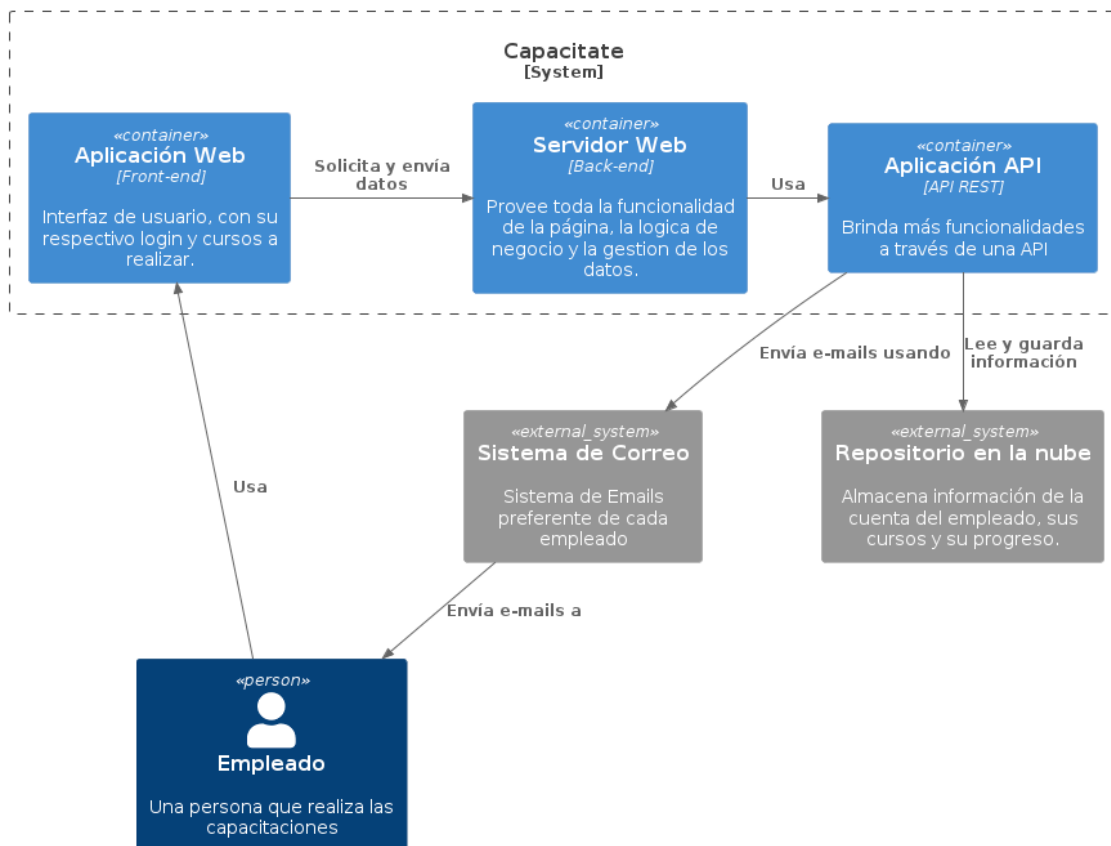 Capacitate
[System]
«container»
Aplicación Web
[Front-end]
Interfaz de usuario, con su
respectivo login y cursos a
realizar.
Solicita y envía
datos
«container»
Servidor Web
[Back-end]
Provee toda la funcionalidad
de la página, la logica de
negocio y la gestion de los
datos.
Usa
«container»
Aplicación API
[API REST]
Brinda más funcionalidades
a través de una API
Envía e-mails usando
Lee y guarda
información
«external_system»
Sistema de Correo
Sistema de Emails
preferente de cada
empleado
«external_system»
Repositorio en la nube
Almacena información de la
cuenta del empleado, sus
cursos y su progreso.
Usa
Envía e-mails a
«person»
Empleado
Una persona que realiza las
capacitaciones